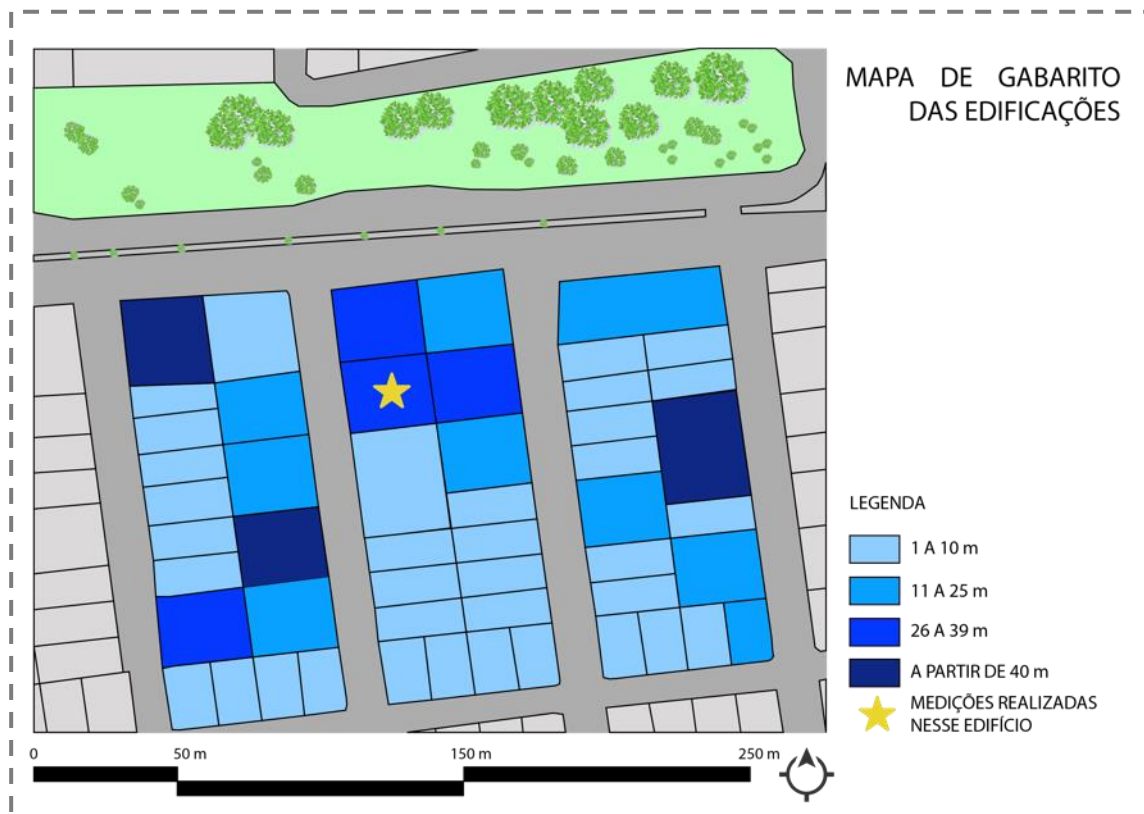 MAPA DE GABARITO
DAS EDIFICAÇÕES
LEGENDA
1 A 10 m
11 A 25 m
26 A 39 m
A PARTIR DE 40 m
MEDIÇÕES REALIZADAS
NESSE EDIFÍCIO
0 50 m 150 m 250 m